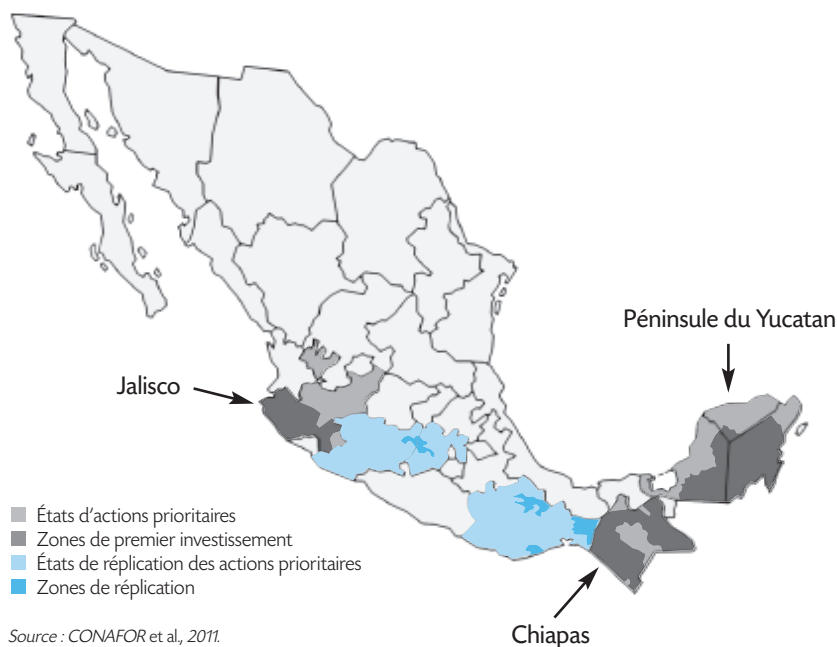 Péninsule du Yucatan
Jalisco
États d'actions prioritaires
Zones de premier investissement
États de réplication des actions prioritaires
Zones de réplication
Source : CONAFOR et al., 2011.
Chiapas